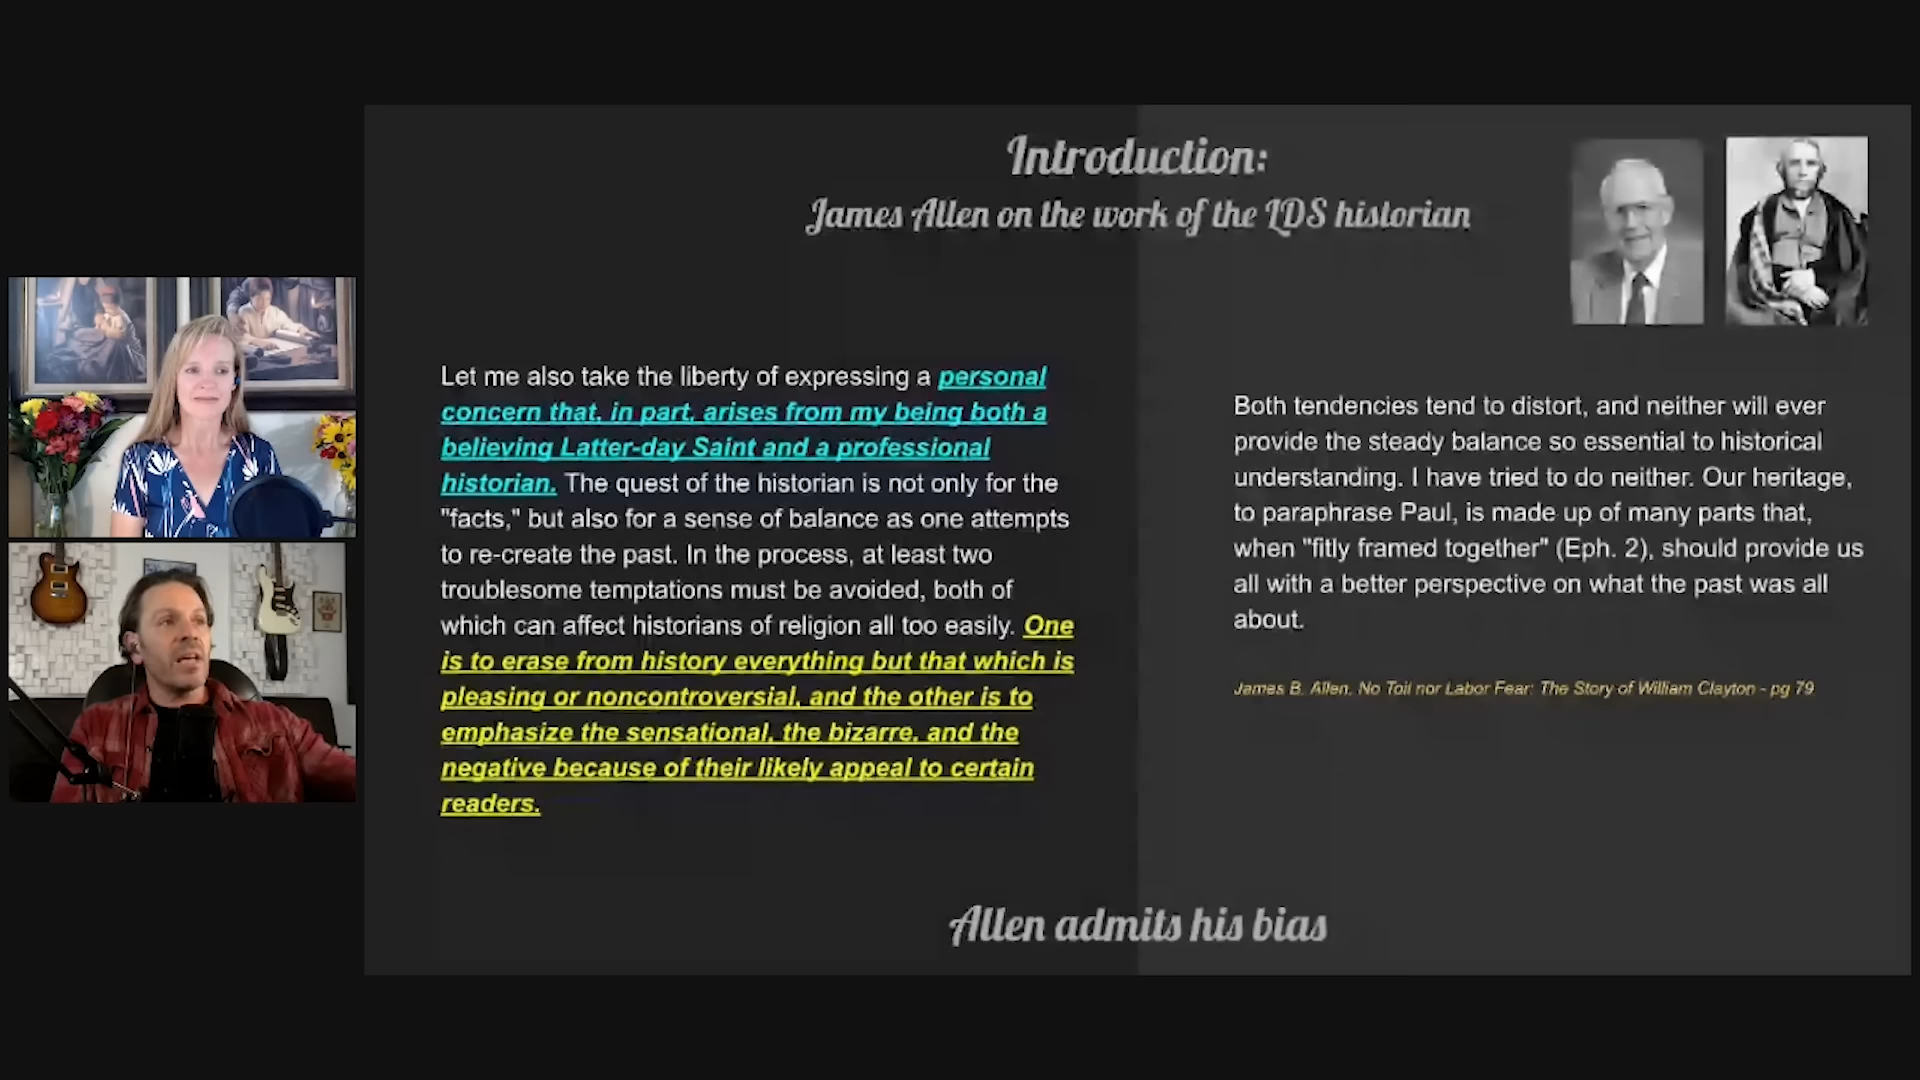 Introduction:
James Allen on the work of the LDS historian
Let me also take the liberty of expressing a personal
concern that, in part, arises from my being both a
believing Latter-day Saint and a professional
historian. The quest of the historian is not only for the
"facts," but also for a sense of balance as one attempts
to re-create the past. In the process, at least two
troublesome temptations must be avoided, both of
which can affect historians of religion all too easily. One
is to erase from history everything but that which is
pleasing or noncontroversial, and the other is to
emphasize the sensational, the bizarre, and the
negative because of their likely appeal to certain
readers.
Both tendencies tend to distort, and neither will ever
provide the steady balance so essential to historical
understanding. I have tried to do neither. Our heritage,
to paraphrase Paul, is made up of many parts that,
when "fitly framed together" (Eph. 2), should provide us
all with a better perspective on what the past was all
about.
James B. Allen, No Toil nor Labor Fear: The Story of William Clayton - pg 79
Allen admits his bias